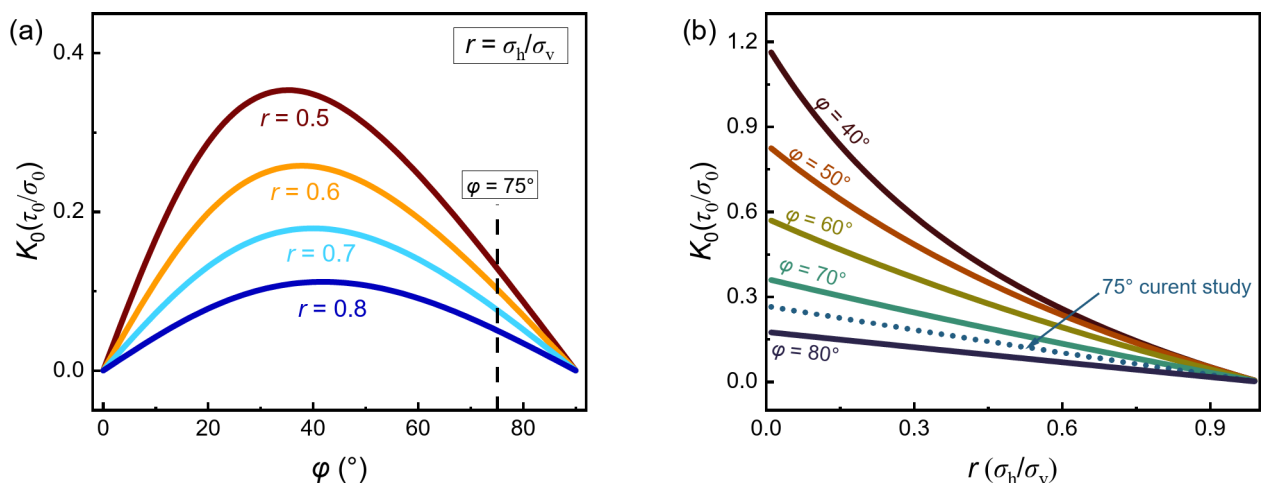 (a)
r = σh/σv
0.4
0.2
0.0
K0(τ0/σ0)
r = 0.5
r = 0.6
r = 0.7
r = 0.8
φ = 75°
0
20
40
60
80
φ (°)
(b)
1.2
0.9
0.6
0.3
0.0
K0(τ0/σ0)
φ = 40°
φ = 50°
φ = 60°
φ = 70°
75° curent study
φ = 80°
0.0
0.3
0.6
0.9
r (σh/σv)